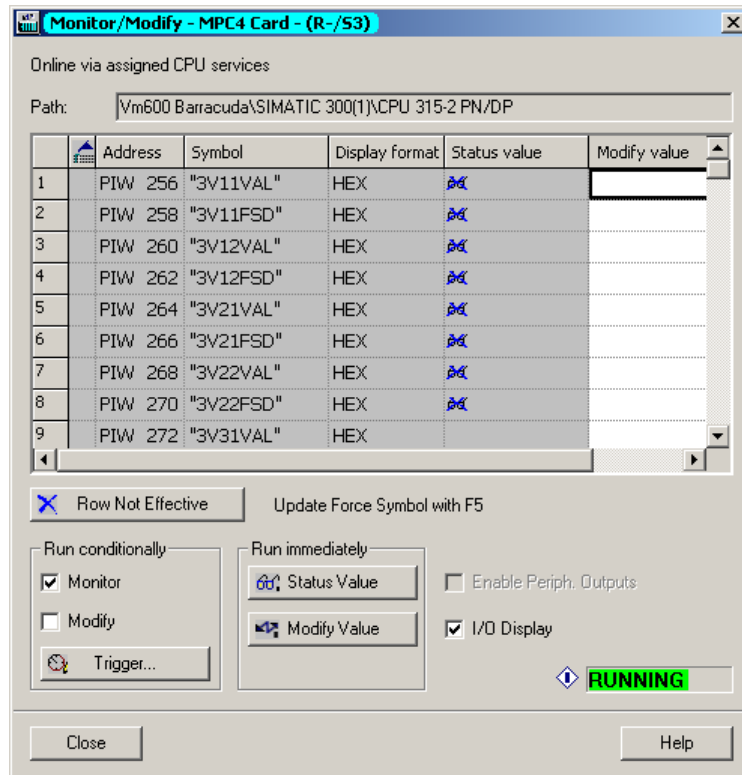 Monitor/Modify - MPC4 Card - (R-/S3)
Online via assigned CPU services
Path: Vm600 Barracuda\SIMATIC 300(1)\CPU 315-2 PN/DP
Address Symbol Display format Status value Modify value
1 PIW 256 "3V11VAL" HEX
2 PIW 258 "3V11FSD" HEX
3 PIW 260 "3V12VAL" HEX
4 PIW 262 "3V12FSD" HEX
5 PIW 264 "3V21VAL" HEX
6 PIW 266 "3V21FSD" HEX
7 PIW 268 "3V22VAL" HEX
8 PIW 270 "3V22FSD" HEX
9 PIW 272 "3V31VAL" HEX
Row Not Effective Update Force Symbol with F5
Run conditionally Run immediately
Monitor Status Value Enable Periph. Outputs
Modify Modify Value I/O Display
Trigger...
RUNNING
Close Help